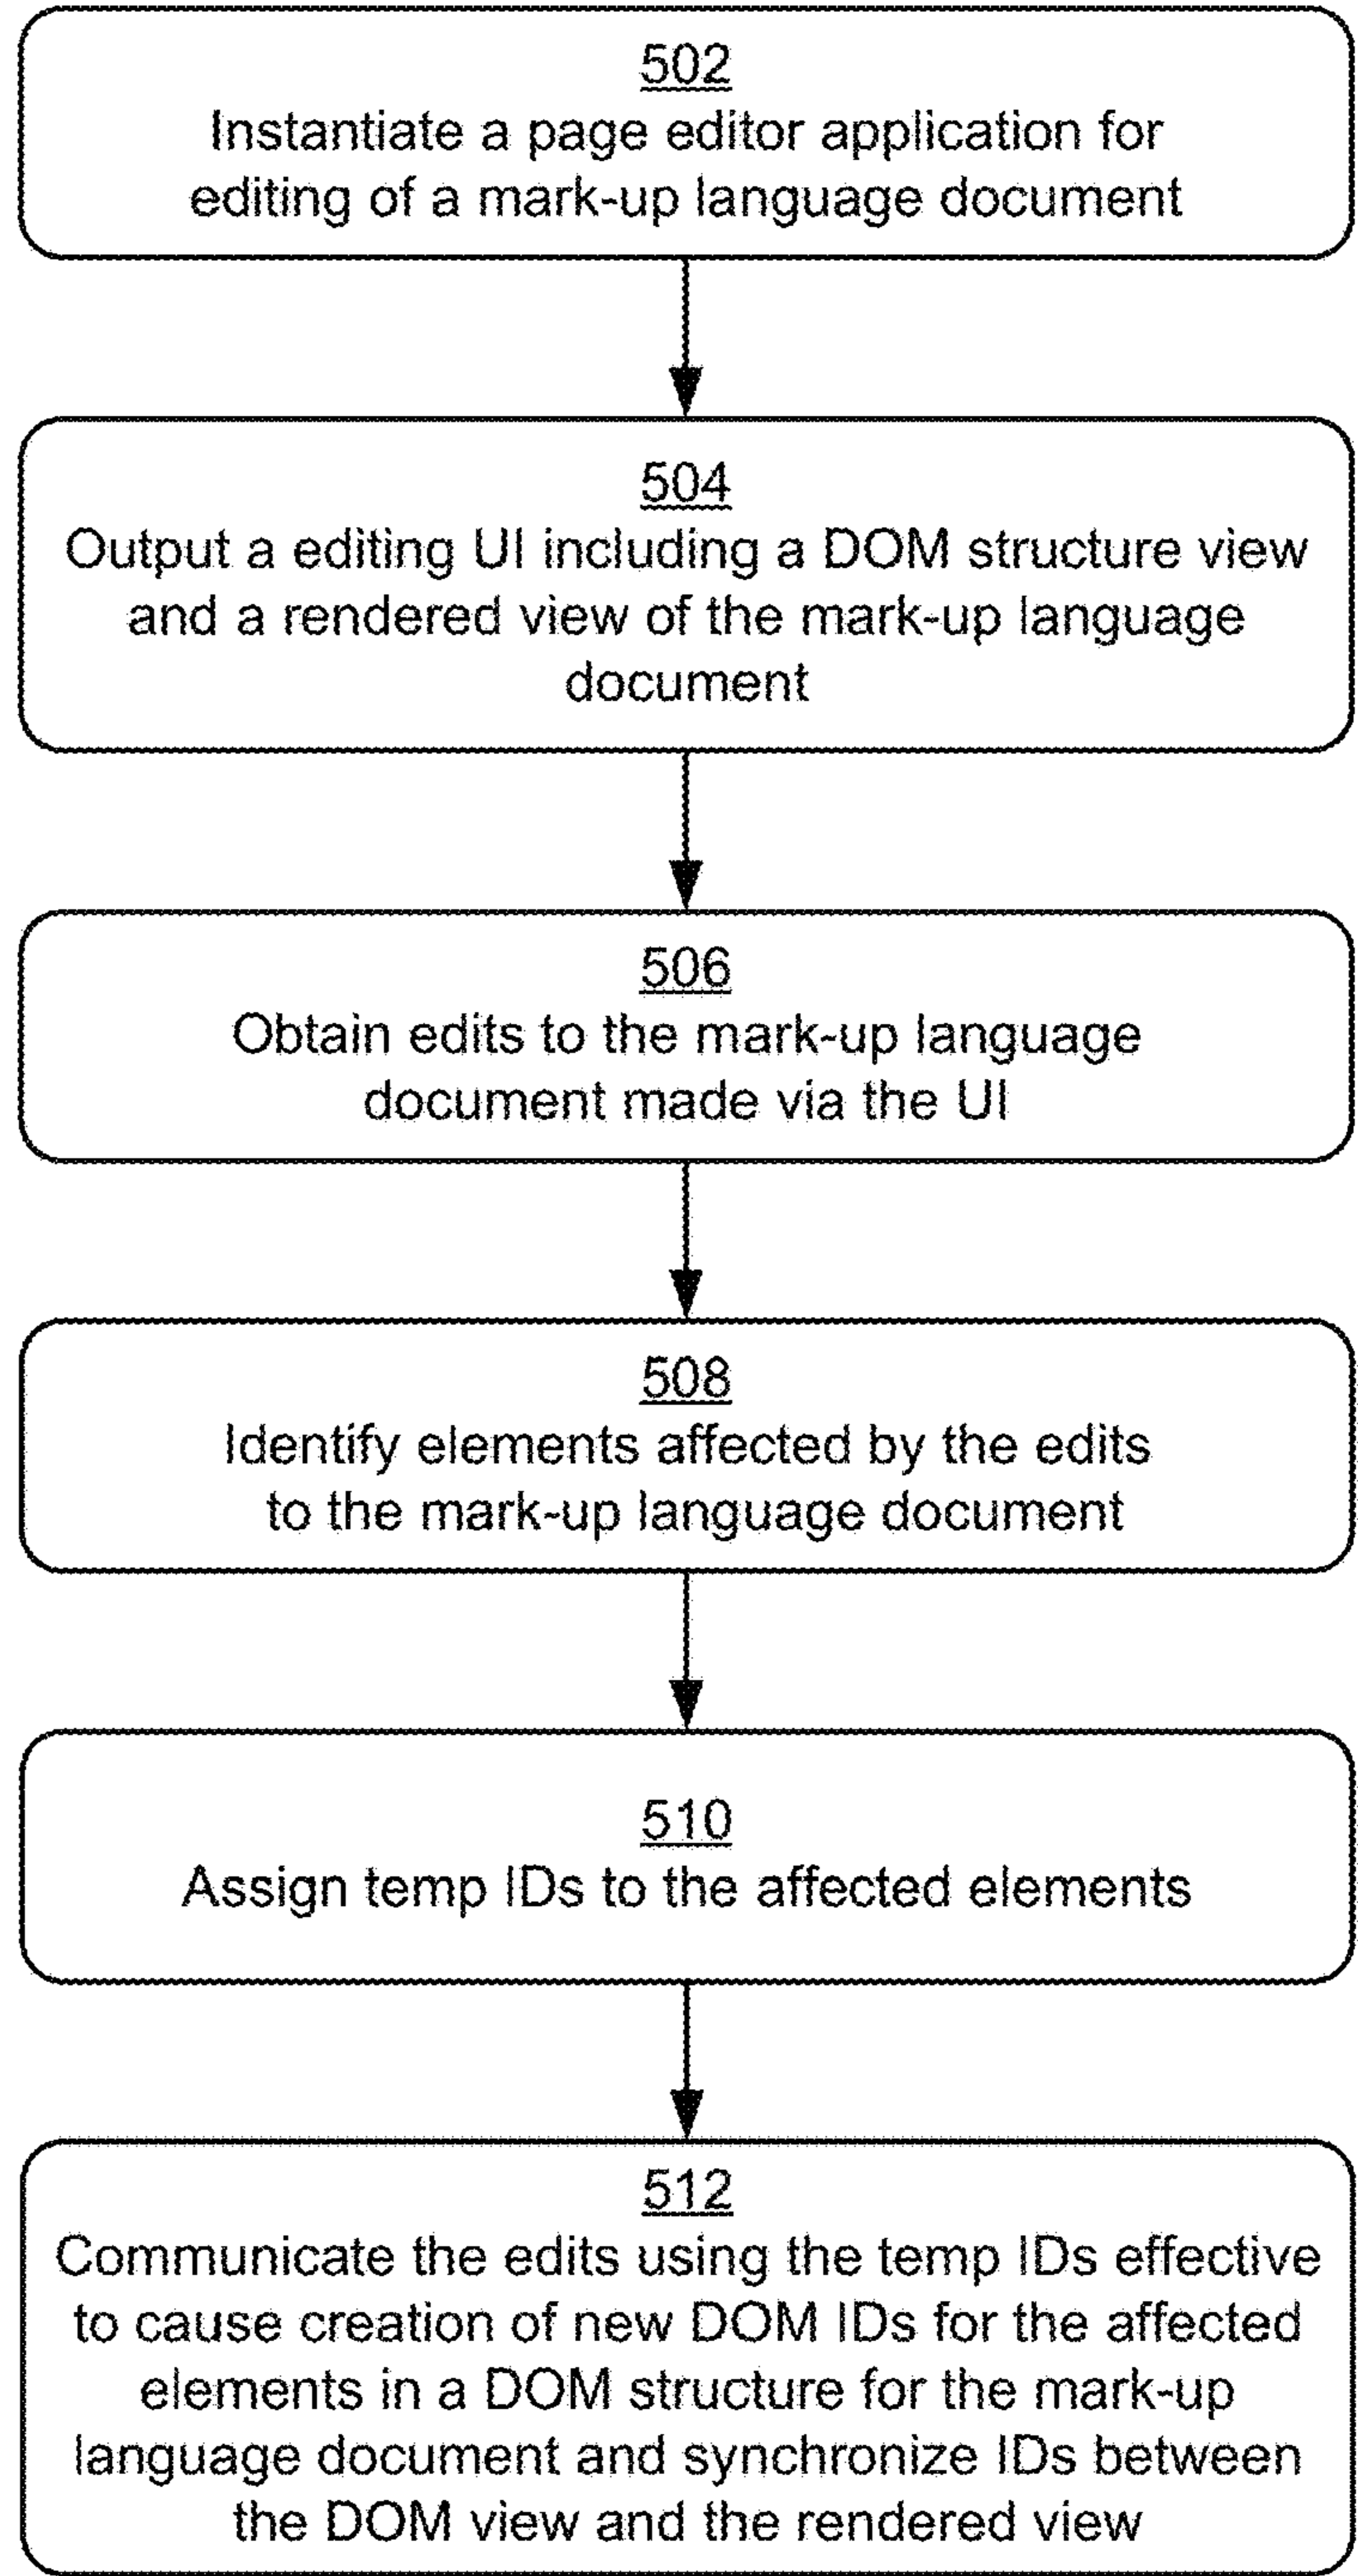 502
Instantiate a page editor application for
editing of a mark-up language document
504
Output a editing UI including a DOM structure view
and a rendered view of the mark-up language
document
506
Obtain edits to the mark-up language
document made via the UI
508
Identify elements affected by the edits
to the mark-up language document
510
Assign temp IDs to the affected elements
512
Communicate the edits using the temp IDs effective
to cause creation of new DOM IDs for the affected
elements in a DOM structure for the mark-up
language document and synchronize IDs between
the DOM view and the rendered view